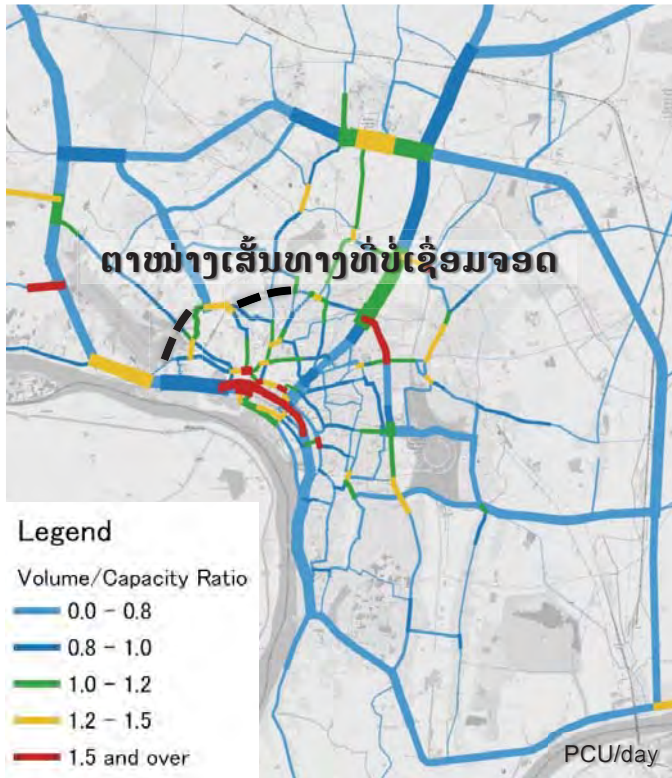 ຕາໜ່າງເສັ້ນທາງທີ່ບໍ່ເຊື່ອມຈອດ
Legend
Volume/Capacity Ratio
0.0 - 0.8
0.8 - 1.0
1.0 - 1.2
1.2 - 1.5
1.5 and over
PCU/day